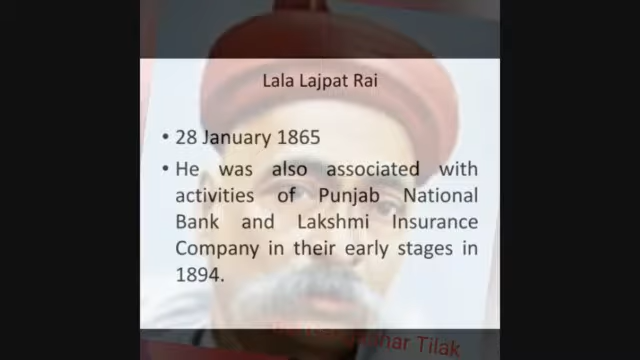 Lala Lajpat Rai
• 28 January 1865
• He was also associated with
activities of Punjab National
Bank and Lakshmi Insurance
Company in their early stages in
1894.
Tilak